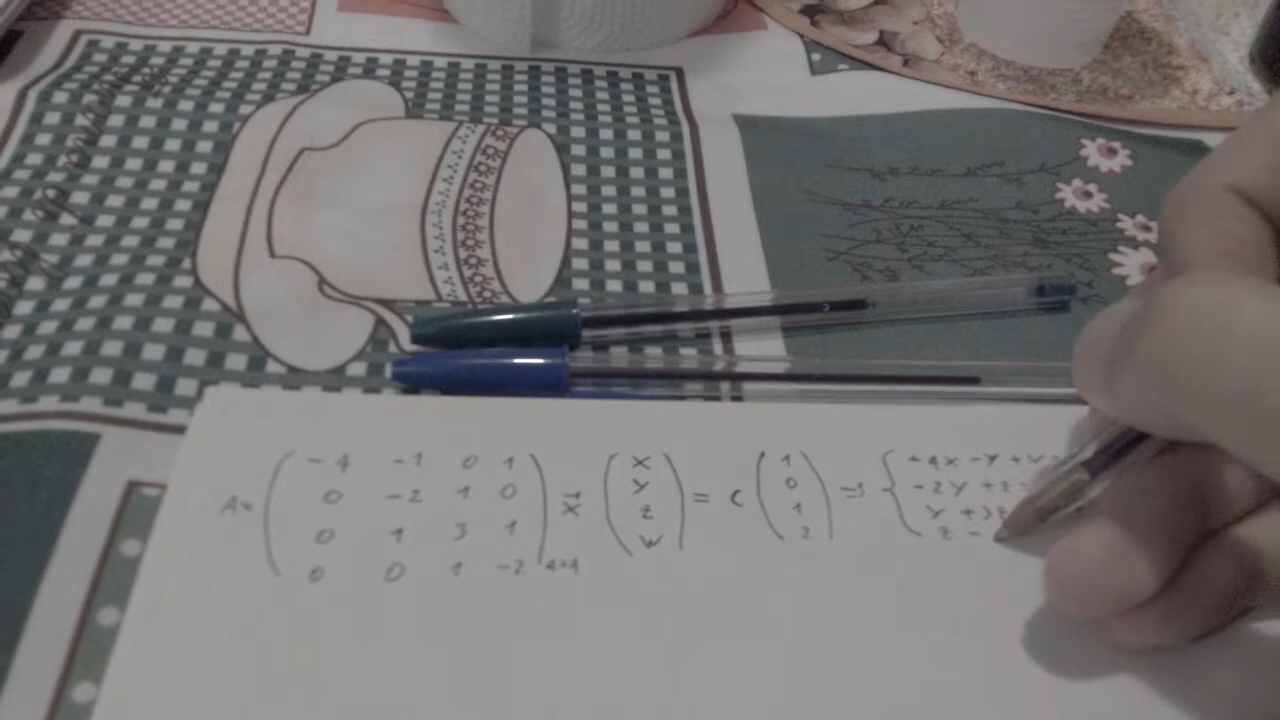 A= ( -4 -1 0 1 ) x⃗ ( x ) = c ( 1 ) => { -4x -y +w=
0 -2 1 0 y 0 -2y +z=
0 1 3 1 z 1 y +3z
0 0 1 -2 4x4 w 2 z -